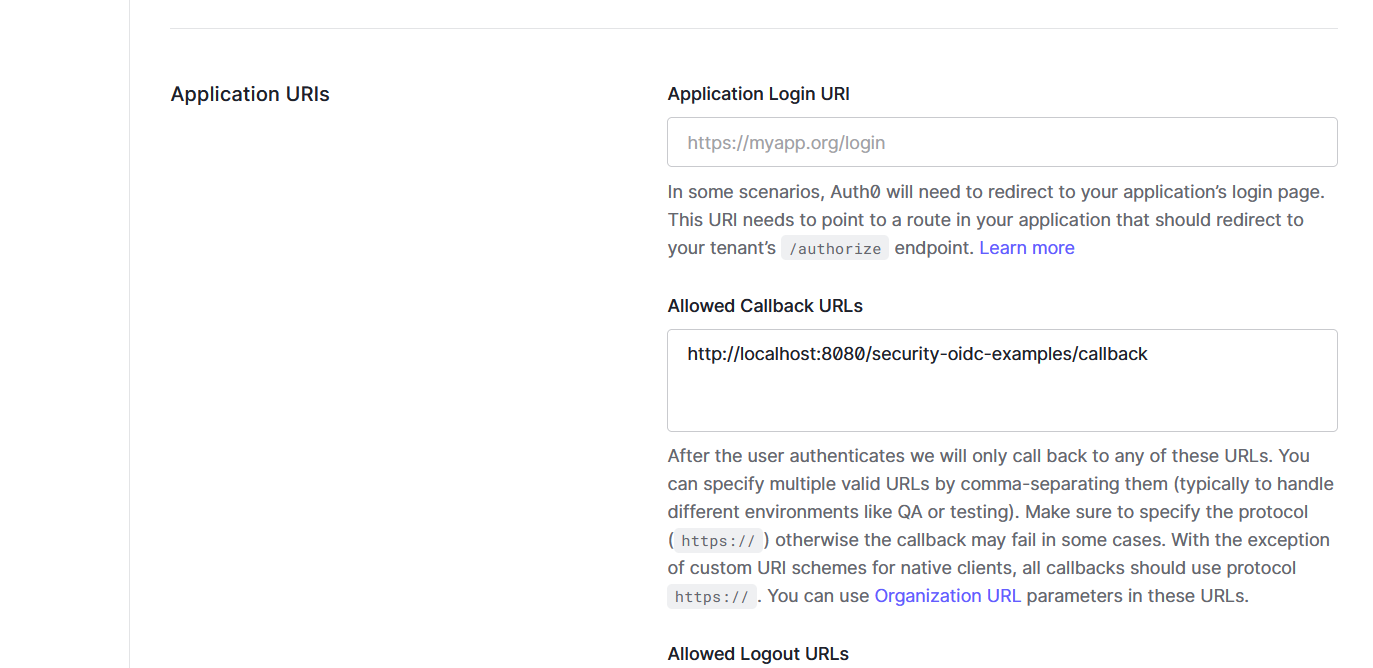 Application URIs
Application Login URI
https://myapp.org/login
In some scenarios, Auth0 will need to redirect to your application’s login page.
This URI needs to point to a route in your application that should redirect to
your tenant’s /authorize endpoint. Learn more
Allowed Callback URLs
http://localhost:8080/security-oidc-examples/callback
After the user authenticates we will only call back to any of these URLs. You
can specify multiple valid URLs by comma-separating them (typically to handle
different environments like QA or testing). Make sure to specify the protocol
(https://) otherwise the callback may fail in some cases. With the exception
of custom URI schemes for native clients, all callbacks should use protocol
https://. You can use Organization URL parameters in these URLs.
Allowed Logout URLs